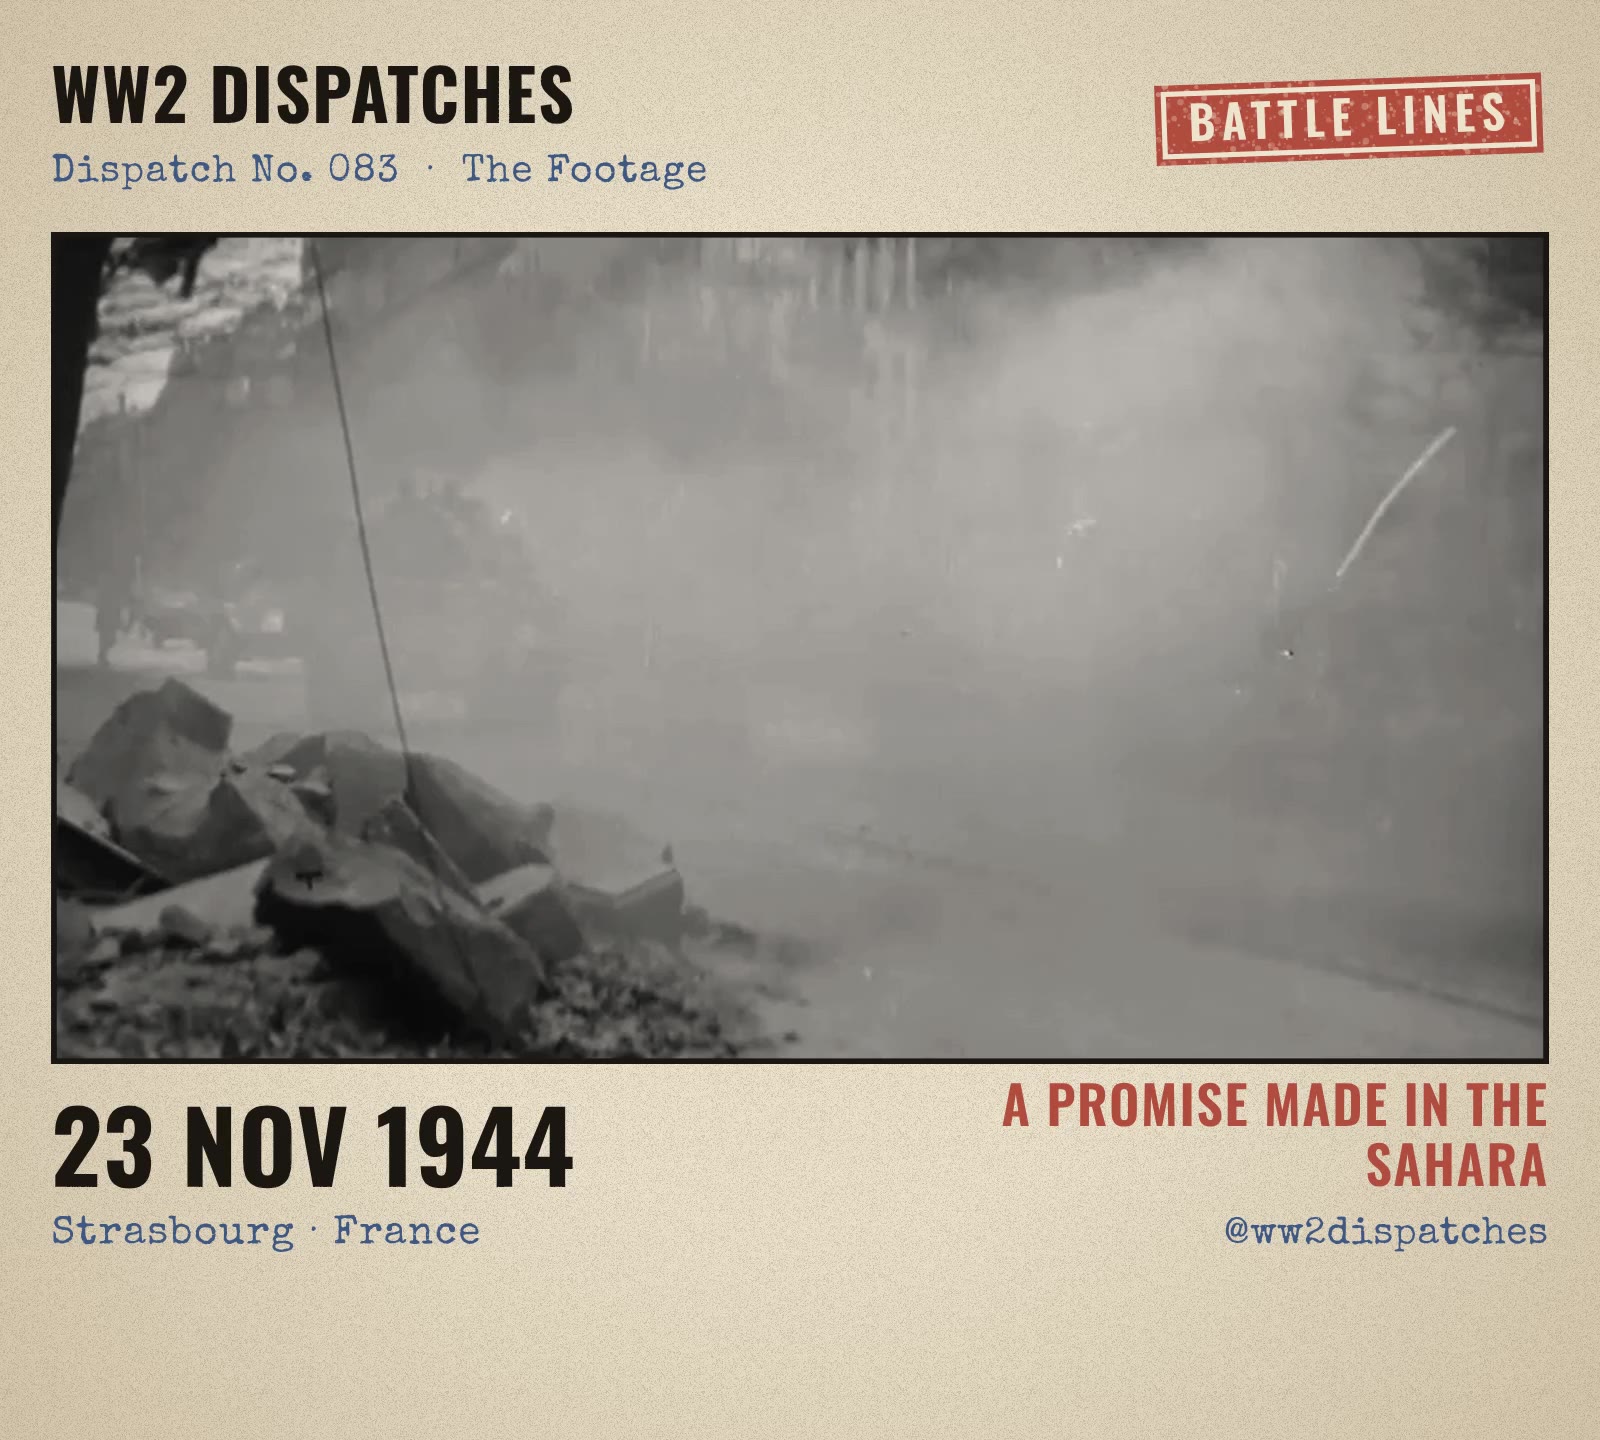 WW2 DISPATCHES
Dispatch No. 083 · The Footage
BATTLE LINES
23 NOV 1944
Strasbourg · France
A PROMISE MADE IN THE
SAHARA
@ww2dispatches